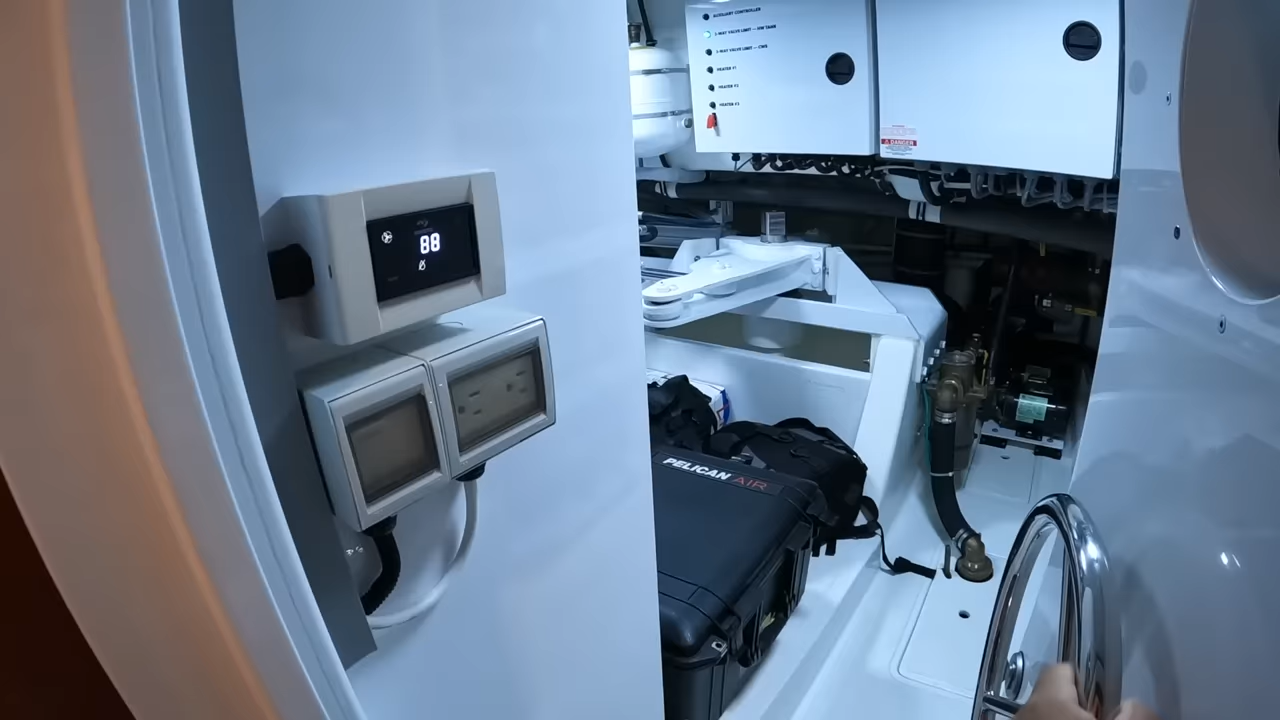 AUXILIARY CONTROLLER
3-WAY VALVE LIMIT — DW TANK
3-WAY VALVE LIMIT — CWS
HEATER #1
HEATER #2
HEATER #3
DANGER
88
PELICAN AIR